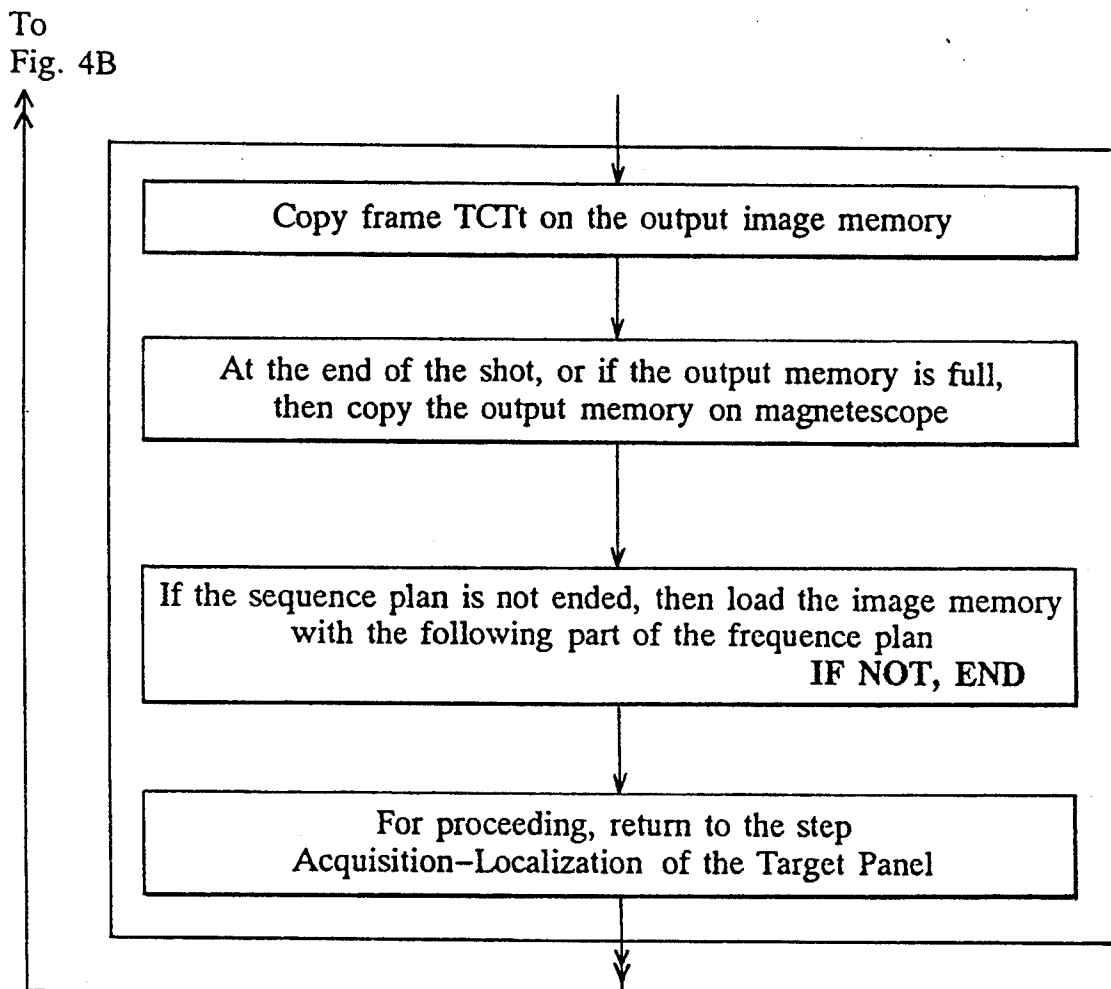 To
Fig. 4B
Copy frame TCTt on the output image memory
At the end of the shot, or if the output memory is full,
then copy the output memory on magnetescope
If the sequence plan is not ended, then load the image memory
with the following part of the frequence plan
IF NOT, END
For proceeding, return to the step
Acquisition–Localization of the Target Panel